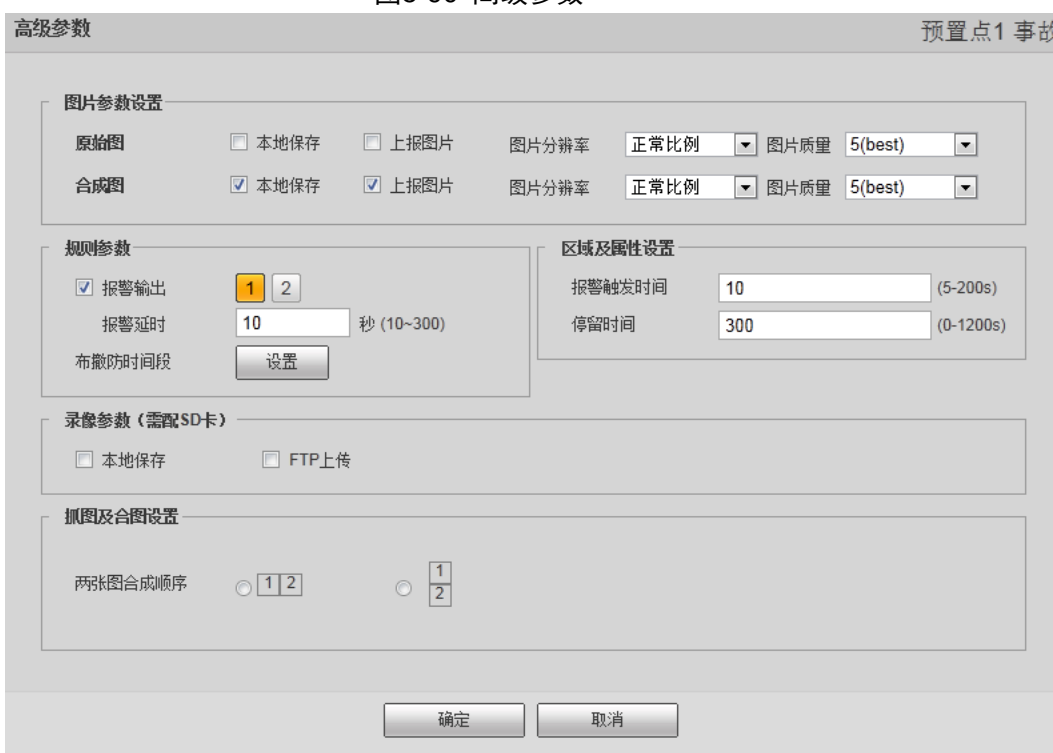 高级参数
预置点1 事故
图片参数设置
原始图 本地保存 上报图片 图片分辨率 正常比例 图片质量 5(best)
合成图 本地保存 上报图片 图片分辨率 正常比例 图片质量 5(best)
规则参数
报警输出 1 2
报警延时 10 秒 (10~300)
布撤防时间段 设置
区域及属性设置
报警触发时间 10 (5-200s)
停留时间 300 (0-1200s)
录像参数（需配SD卡）
本地保存 FTP上传
抓图及合图设置
两张图合成顺序 1 2 1
2
确定 取消